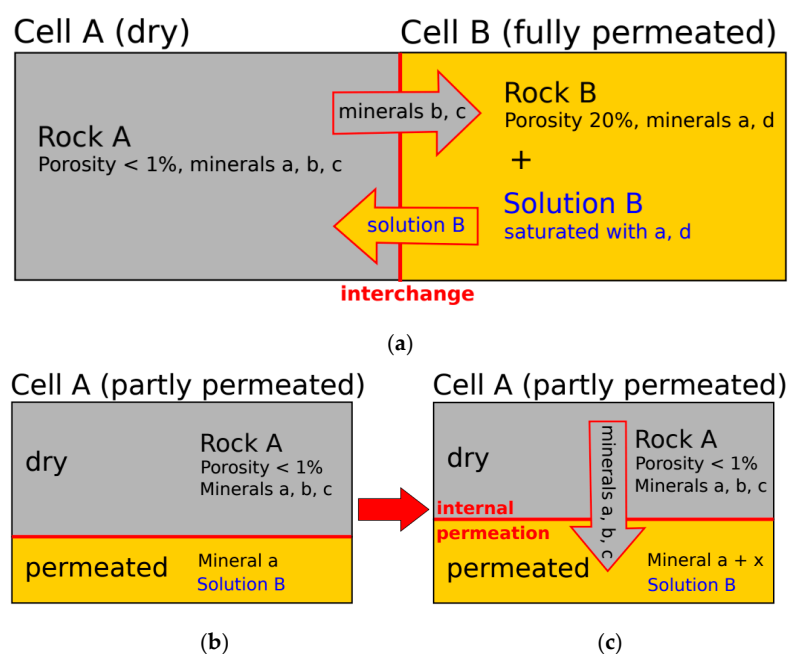 Cell A (dry)
Cell B (fully permeated)
Rock A
Porosity < 1%, minerals a, b, c
minerals b, c
solution B
Rock B
Porosity 20%, minerals a, d
+
Solution B
saturated with a, d
interchange
(a)
Cell A (partly permeated)
dry
Rock A
Porosity < 1%
Minerals a, b, c
permeated
Mineral a
Solution B
(b)
Cell A (partly permeated)
dry
minerals a, b, c
Rock A
Porosity < 1%
Minerals a, b, c
internal
permeation
permeated
Mineral a + x
Solution B
(c)